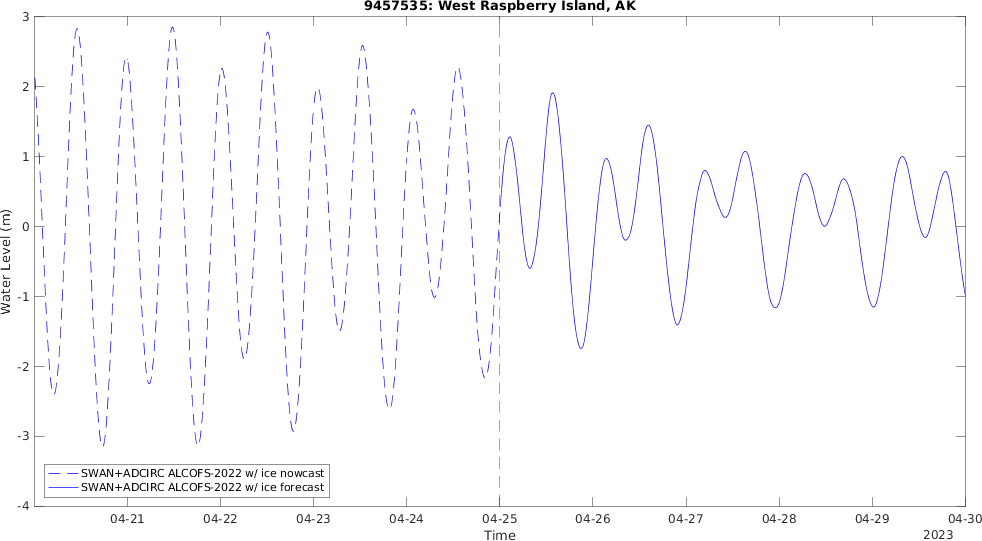 9457535: West Raspberry Island, AK
Water Level (m)
3
2
1
0
-1
-2
-3
-4
SWAN+ADCIRC ALCOFS-2022 w/ ice nowcast
SWAN+ADCIRC ALCOFS-2022 w/ ice forecast
04-21 04-22 04-23 04-24 04-25 04-26 04-27 04-28 04-29 04-30
Time
2023